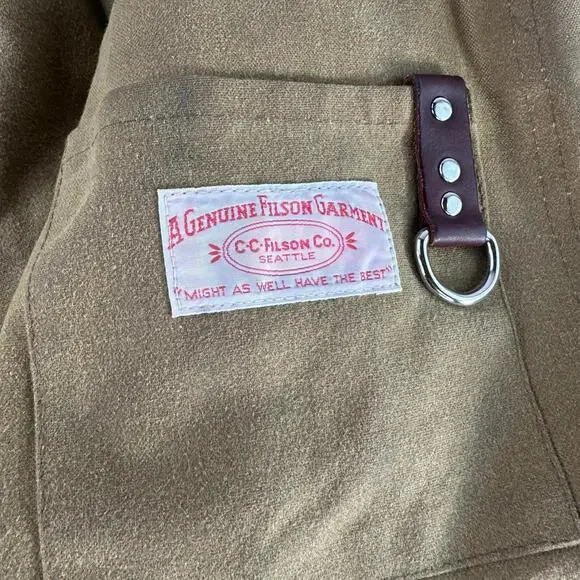 A GENUINE FILSON GARMENT
C·C·FILSON CO.
SEATTLE
"MIGHT AS WELL HAVE THE BEST"